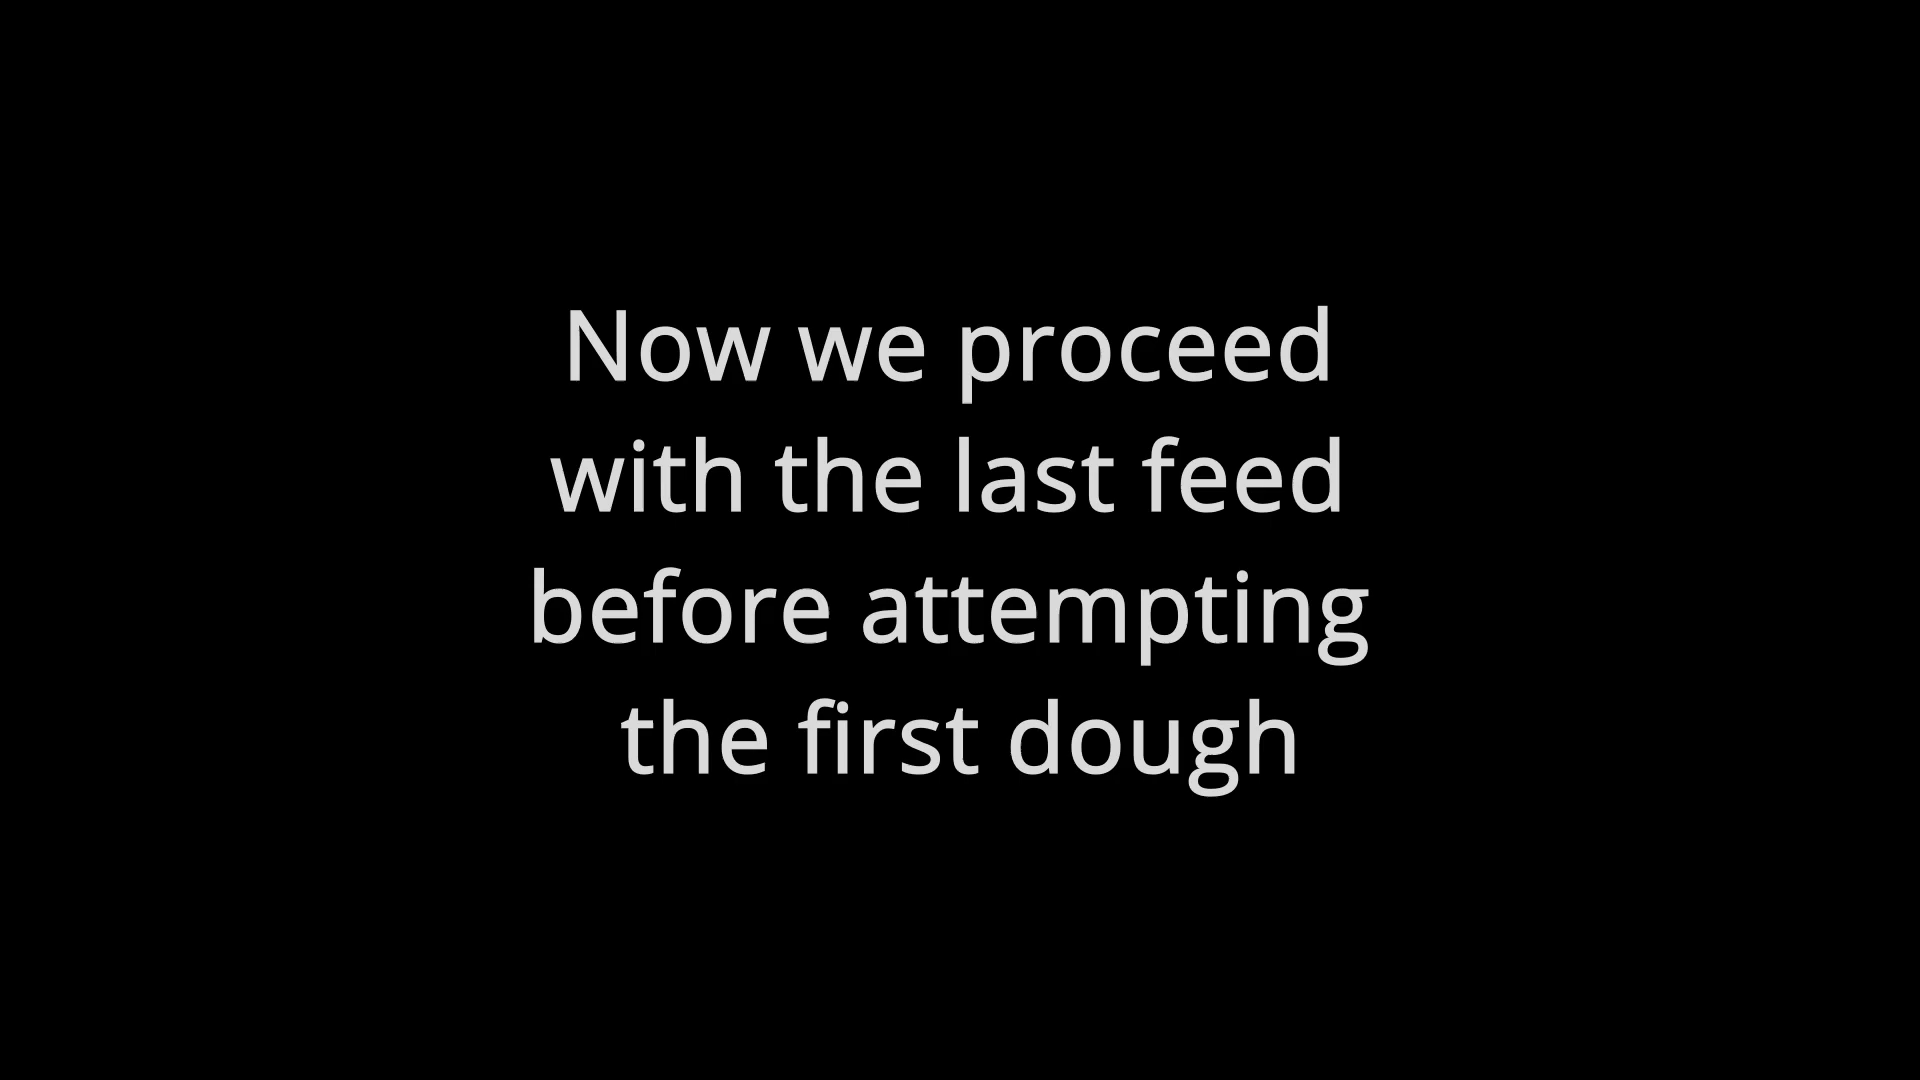 Now we proceed
with the last feed
before attempting
the first dough